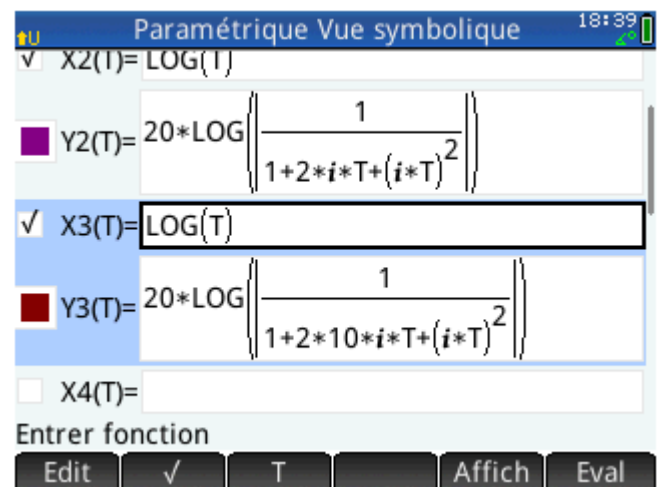 Paramétrique Vue symbolique 18:39
U
√ X2(T)= LOG(T)
Y2(T)= 20*LOG(|1/(1+2*i*T+(i*T)^2)|)
√ X3(T)= LOG(T)
Y3(T)= 20*LOG(|1/(1+2*10*i*T+(i*T)^2)|)
X4(T)=
Entrer fonction
Edit √ T Affich Eval